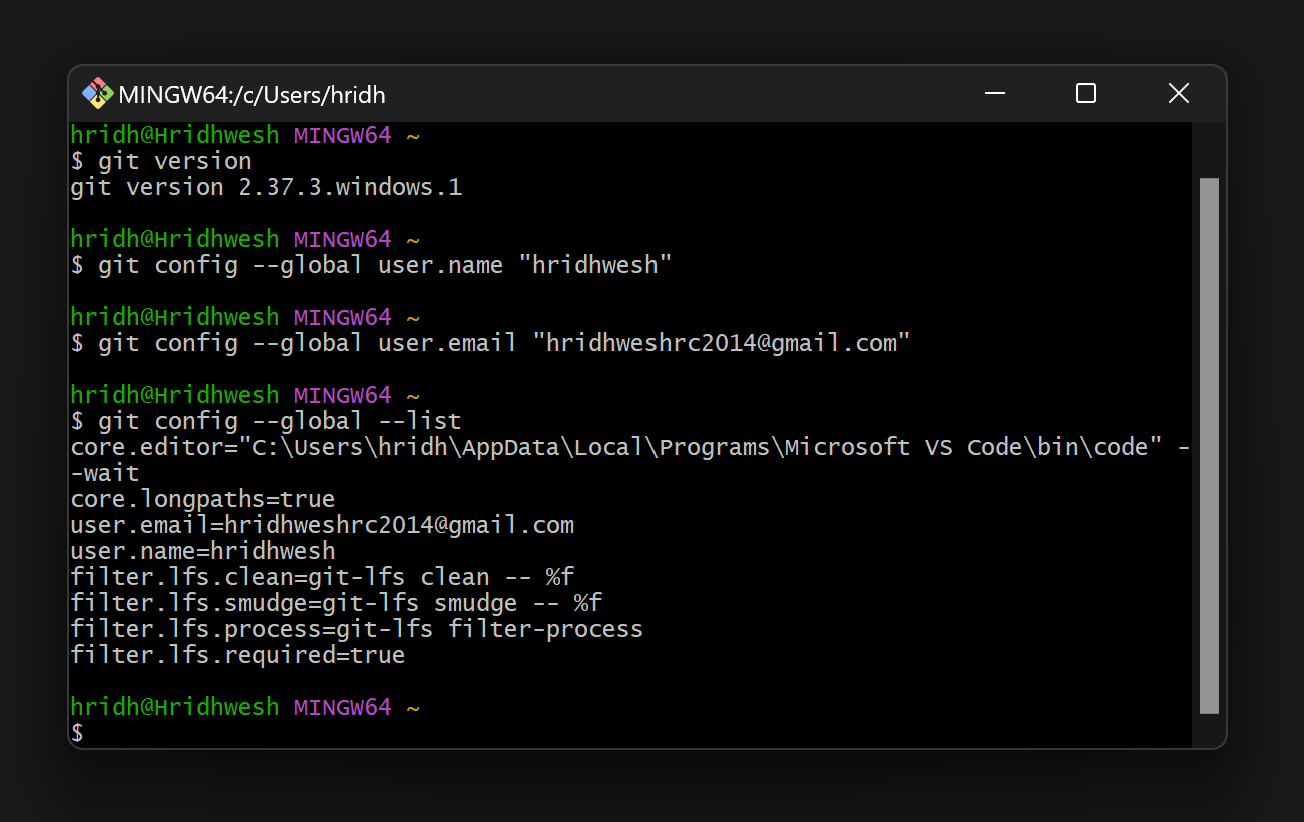 MINGW64:/c/Users/hridh
hridh@Hridhwesh MINGW64 ~
$ git version
git version 2.37.3.windows.1
hridh@Hridhwesh MINGW64 ~
$ git config --global user.name "hridhwesh"
hridh@Hridhwesh MINGW64 ~
$ git config --global user.email "hridhweshrc2014@gmail.com"
hridh@Hridhwesh MINGW64 ~
$ git config --global --list
core.editor="C:\Users\hridh\AppData\Local\Programs\Microsoft VS Code\bin\code" -
-wait
core.longpaths=true
user.email=hridhweshrc2014@gmail.com
user.name=hridhwesh
filter.lfs.clean=git-lfs clean -- %f
filter.lfs.smudge=git-lfs smudge -- %f
filter.lfs.process=git-lfs filter-process
filter.lfs.required=true
hridh@Hridhwesh MINGW64 ~
$